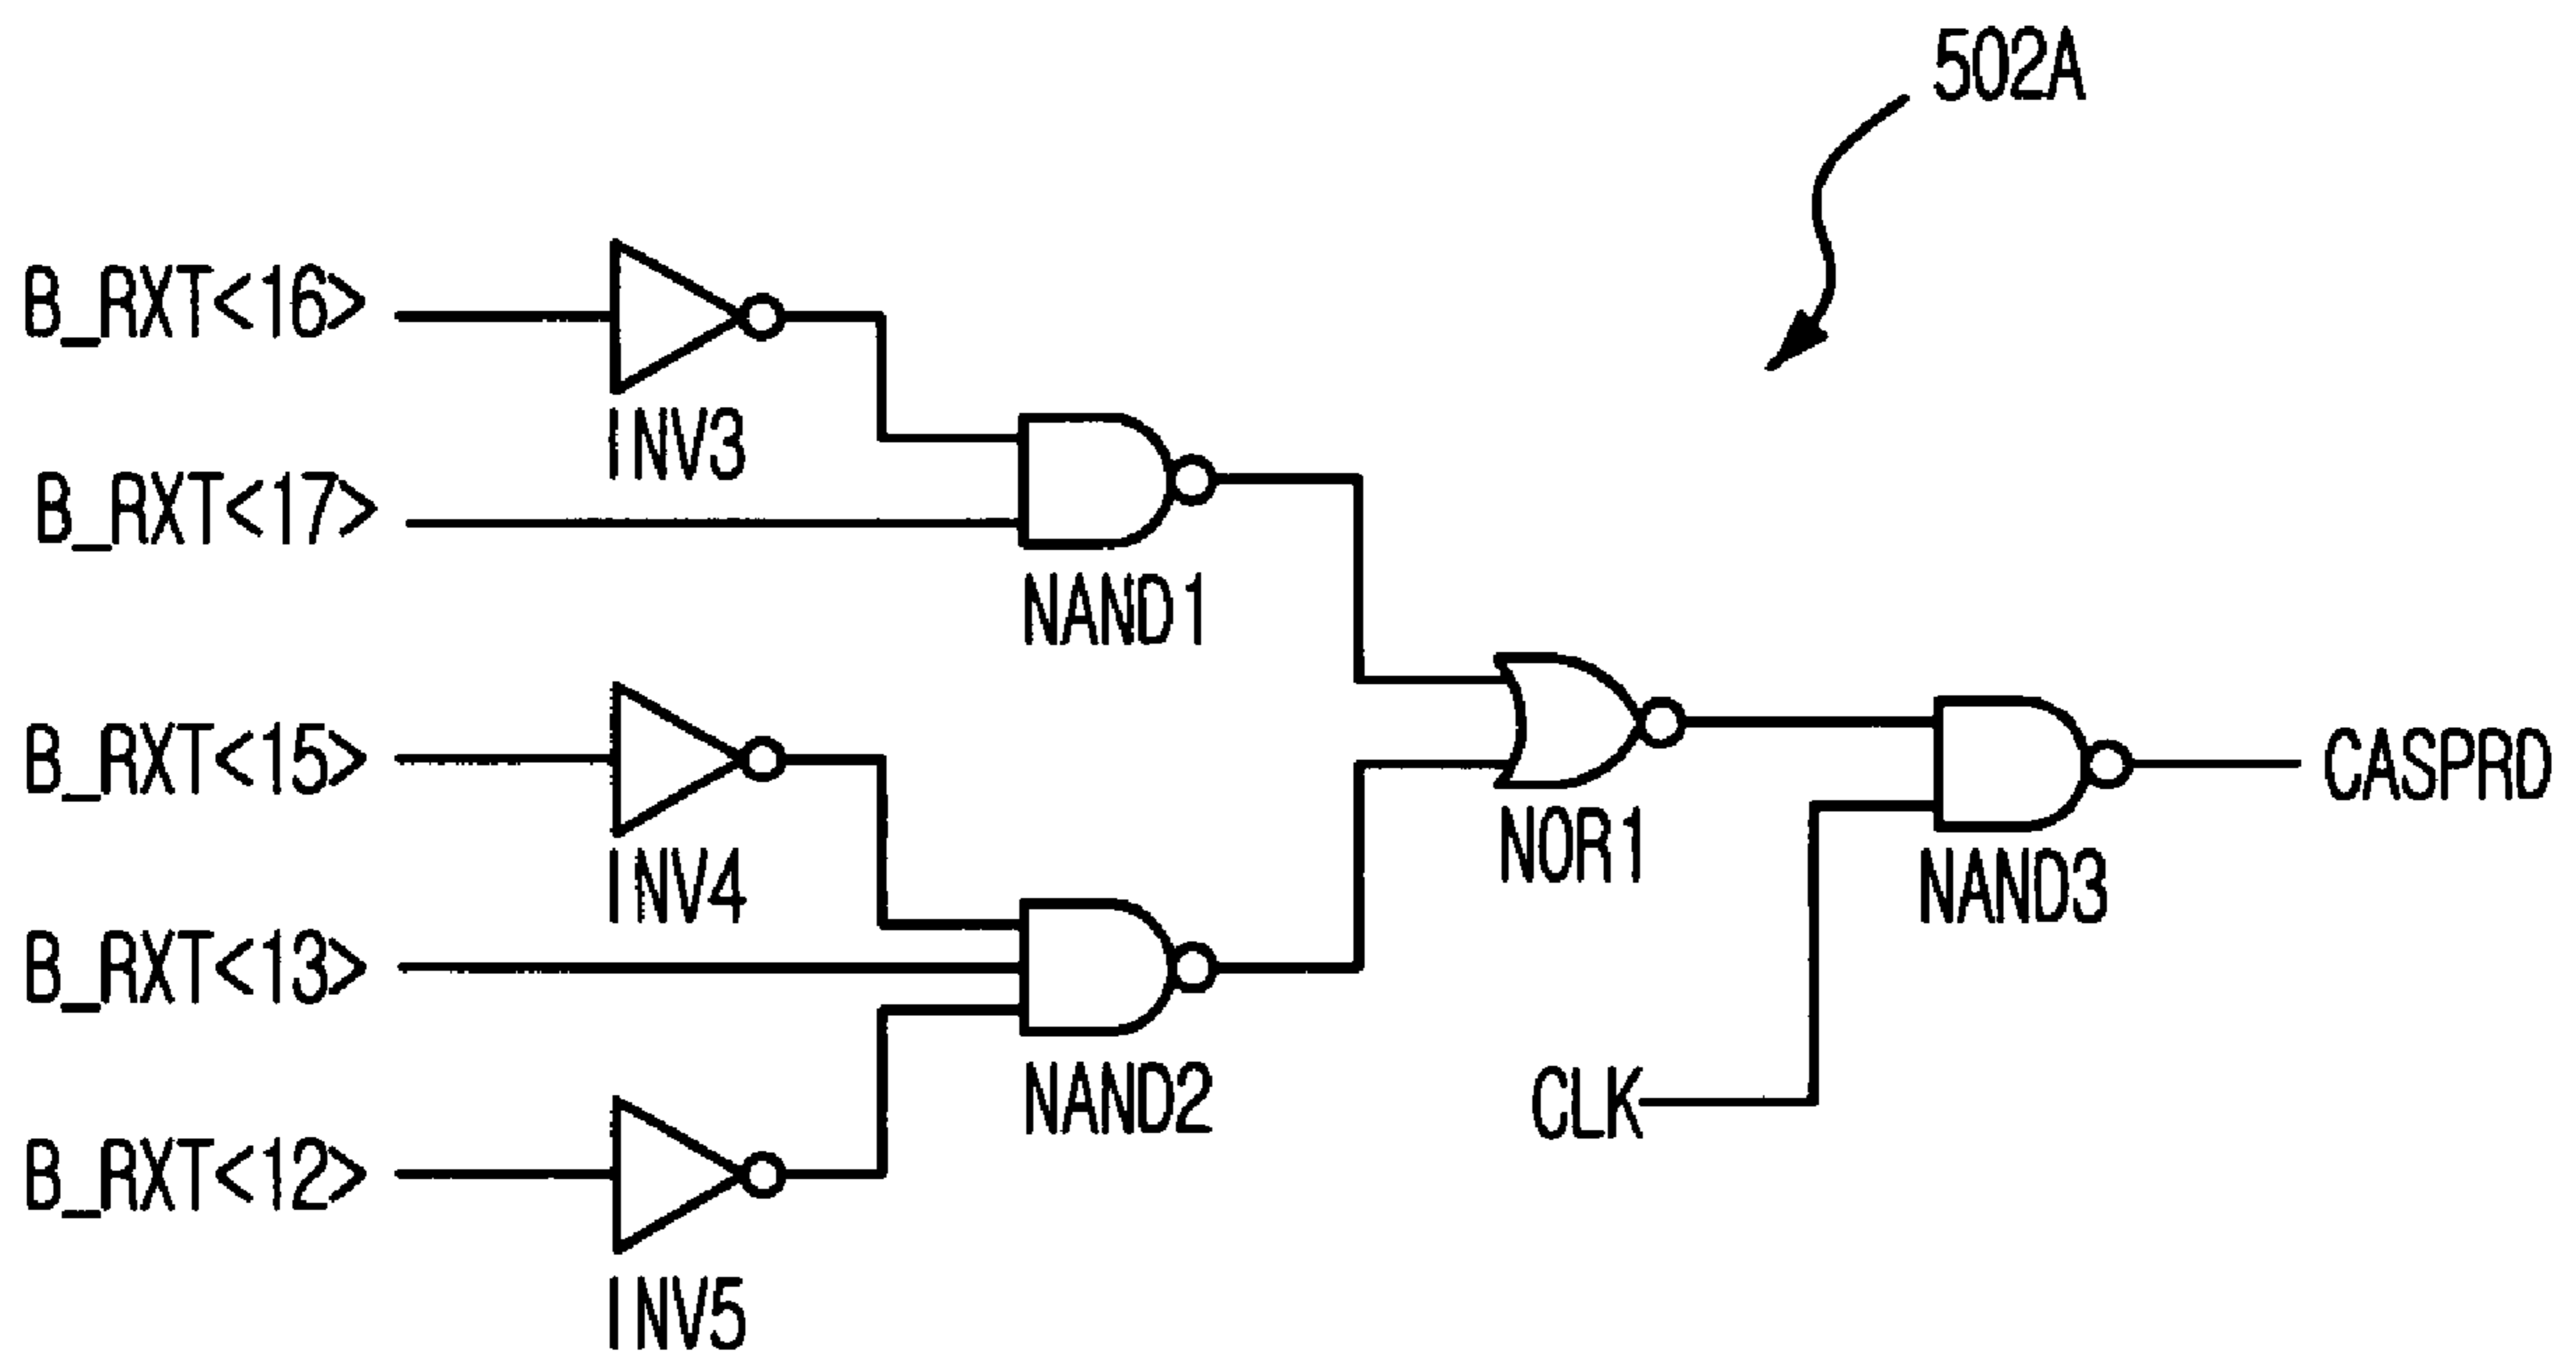 502A
B_RXT<16>
INV3
B_RXT<17>
NAND1
B_RXT<15>
INV4
NOR1
CASPRD
NAND3
B_RXT<13>
NAND2
CLK
B_RXT<12>
INV5